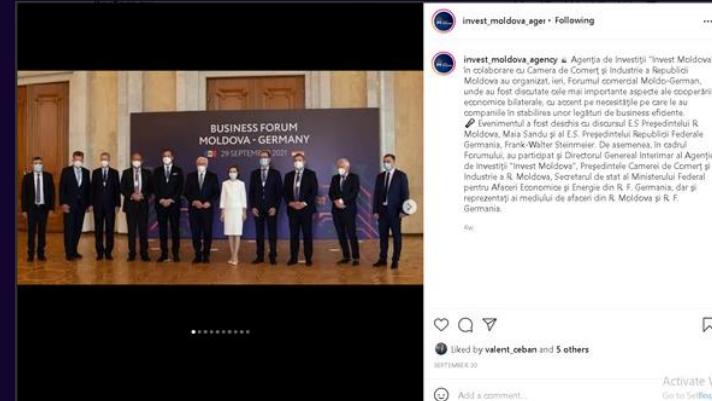 invest_moldova_ager • Following
invest_moldova_agency Agenția de Investiții "Invest Moldova"
în colaborare cu Camera de Comerț și Industrie a Republicii
Moldova au organizat, ieri, Forumul comercial Moldo-German,
unde au fost discutate cele mai importante aspecte ale cooperării
economice bilaterale, cu accent pe necesitățile pe care le au
companiile în stabilirea unor legături de business eficiente.
Evenimentul a fost deschis cu discursul E.S Președintelui R.
Moldova, Maia Sandu și al E.S. Președintelui Republicii Federale
Germania, Frank-Walter Steinmeier. De asemenea, în cadrul
Forumului, au participat și Directorul Genereal Interimar al Agenției
de Investiții "Invest Moldova", Președintele Camerei de Comerț și
Industrie a R. Moldova, Secretarul de stat al Ministerului Federal
pentru Afaceri Economice și Energie din R. F. Germania, dar și
reprezentați ai mediului de afaceri din R. Moldova și R. F.
Germania.
4w
BUSINESS FORUM
MOLDOVA - GERMANY
29 SEPTEMBER 2021
Liked by valent_ceban and 5 others
SEPTEMBER 30
Add a comment...
Activate
Go to